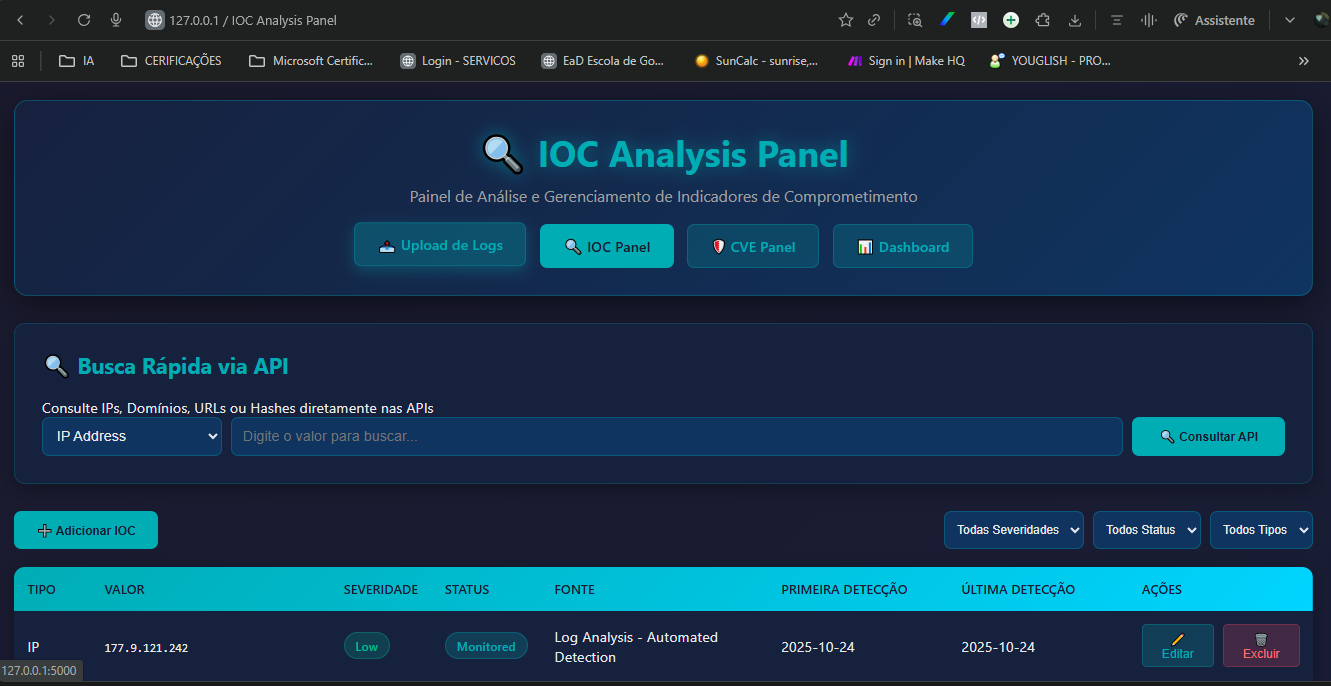 127.0.0.1 / IOC Analysis Panel
Assistente
IA
CERIFICAÇÕES
Microsoft Certific...
Login - SERVICOS
EaD Escola de Go...
SunCalc - sunrise,...
Sign in | Make HQ
YOUGLISH - PRO...
IOC Analysis Panel
Painel de Análise e Gerenciamento de Indicadores de Comprometimento
Upload de Logs
IOC Panel
CVE Panel
Dashboard
Busca Rápida via API
Consulte IPs, Domínios, URLs ou Hashes diretamente nas APIs
IP Address
Digite o valor para buscar...
Consultar API
Adicionar IOC
Todas Severidades
Todos Status
Todos Tipos
TIPO VALOR SEVERIDADE STATUS FONTE PRIMEIRA DETECÇÃO ÚLTIMA DETECÇÃO AÇÕES
IP 177.9.121.242 Low Monitored Log Analysis - Automated
Detection 2025-10-24 2025-10-24
Editar
Excluir
127.0.0.1:5000